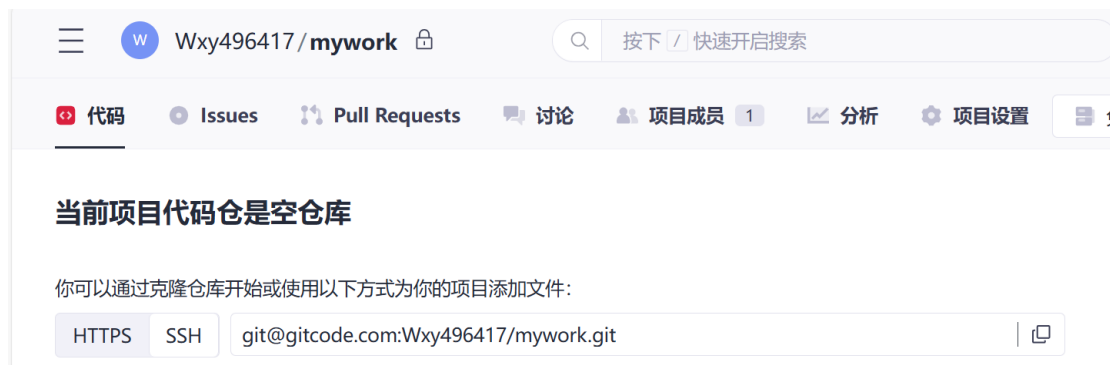 W Wxy496417/mywork 按下 / 快速开启搜索
代码 Issues Pull Requests 讨论 项目成员 1 分析 项目设置
当前项目代码仓是空仓库
你可以通过克隆仓库开始或使用以下方式为你的项目添加文件：
HTTPS SSH git@gitcode.com:Wxy496417/mywork.git